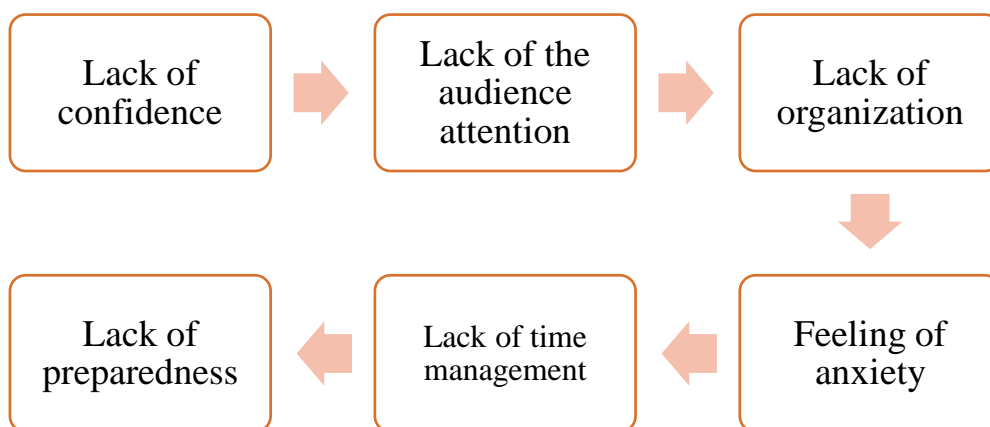 Lack of
confidence
Lack of the
audience
attention
Lack of
organization
Feeling of
anxiety
Lack of time
management
Lack of
preparedness